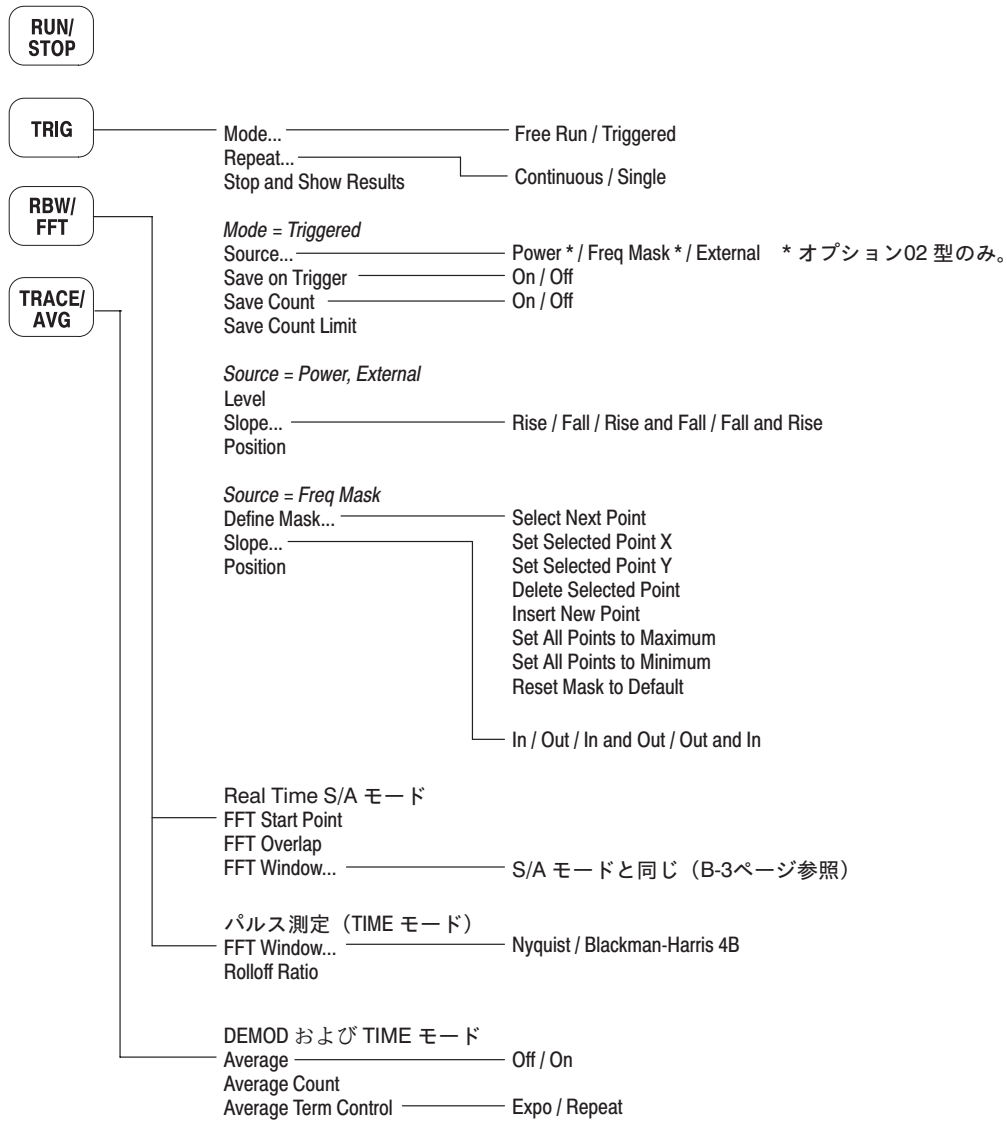 RUN/
STOP
TRIG
Mode... Free Run / Triggered
Repeat...
Stop and Show Results Continuous / Single
RBW/
FFT
Mode = Triggered
Source... Power * / Freq Mask * / External * オプション02 型のみ。
Save on Trigger On / Off
Save Count On / Off
Save Count Limit
TRACE/
AVG
Source = Power, External
Level
Slope... Rise / Fall / Rise and Fall / Fall and Rise
Position
Source = Freq Mask
Define Mask... Select Next Point
Slope... Set Selected Point X
Position Set Selected Point Y
Delete Selected Point
Insert New Point
Set All Points to Maximum
Set All Points to Minimum
Reset Mask to Default
In / Out / In and Out / Out and In
Real Time S/A モード
FFT Start Point
FFT Overlap
FFT Window... S/A モードと同じ（B-3ページ参照）
パルス測定（TIME モード）
FFT Window... Nyquist / Blackman-Harris 4B
Rolloff Ratio
DEMOD および TIME モード
Average Off / On
Average Count
Average Term Control Expo / Repeat